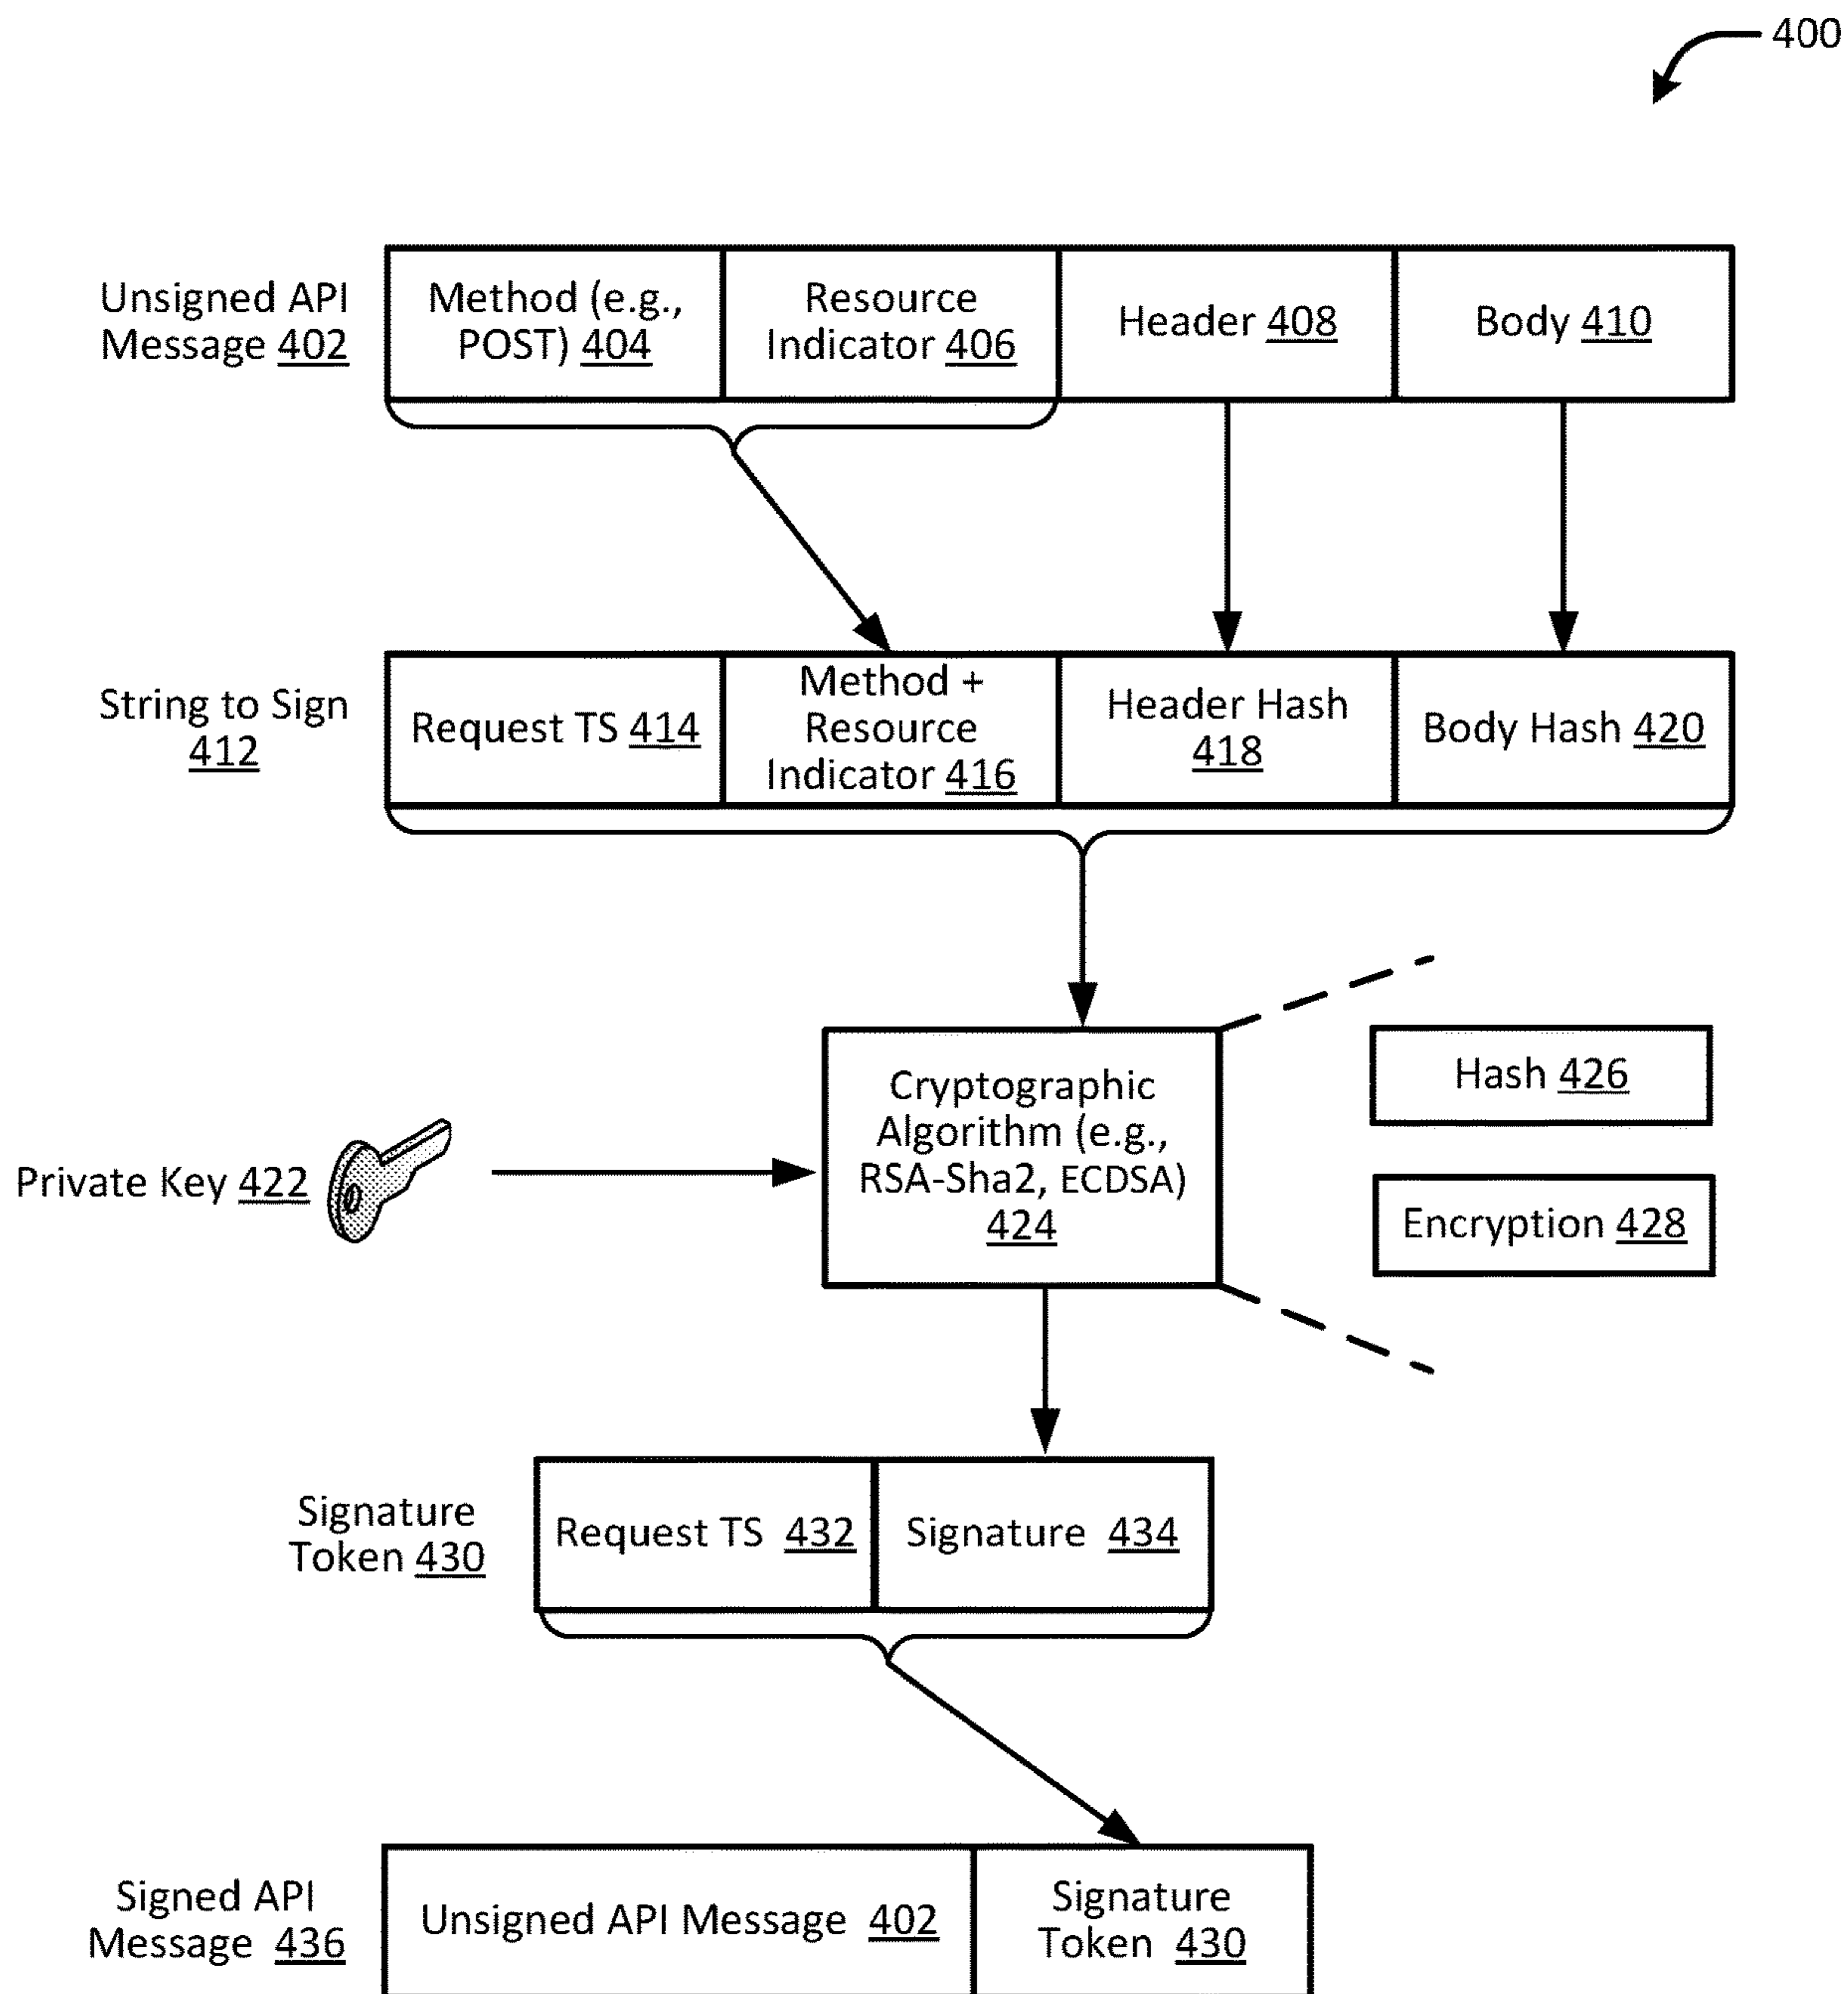 400
Unsigned API
Message 402
Method (e.g.,
POST) 404
Resource
Indicator 406
Header 408
Body 410
String to Sign
412
Request TS 414
Method +
Resource
Indicator 416
Header Hash
418
Body Hash 420
Private Key 422
Cryptographic
Algorithm (e.g.,
RSA-Sha2, ECDSA)
424
Hash 426
Encryption 428
Signature
Token 430
Request TS 432
Signature 434
Signed API
Message 436
Unsigned API Message 402
Signature
Token 430